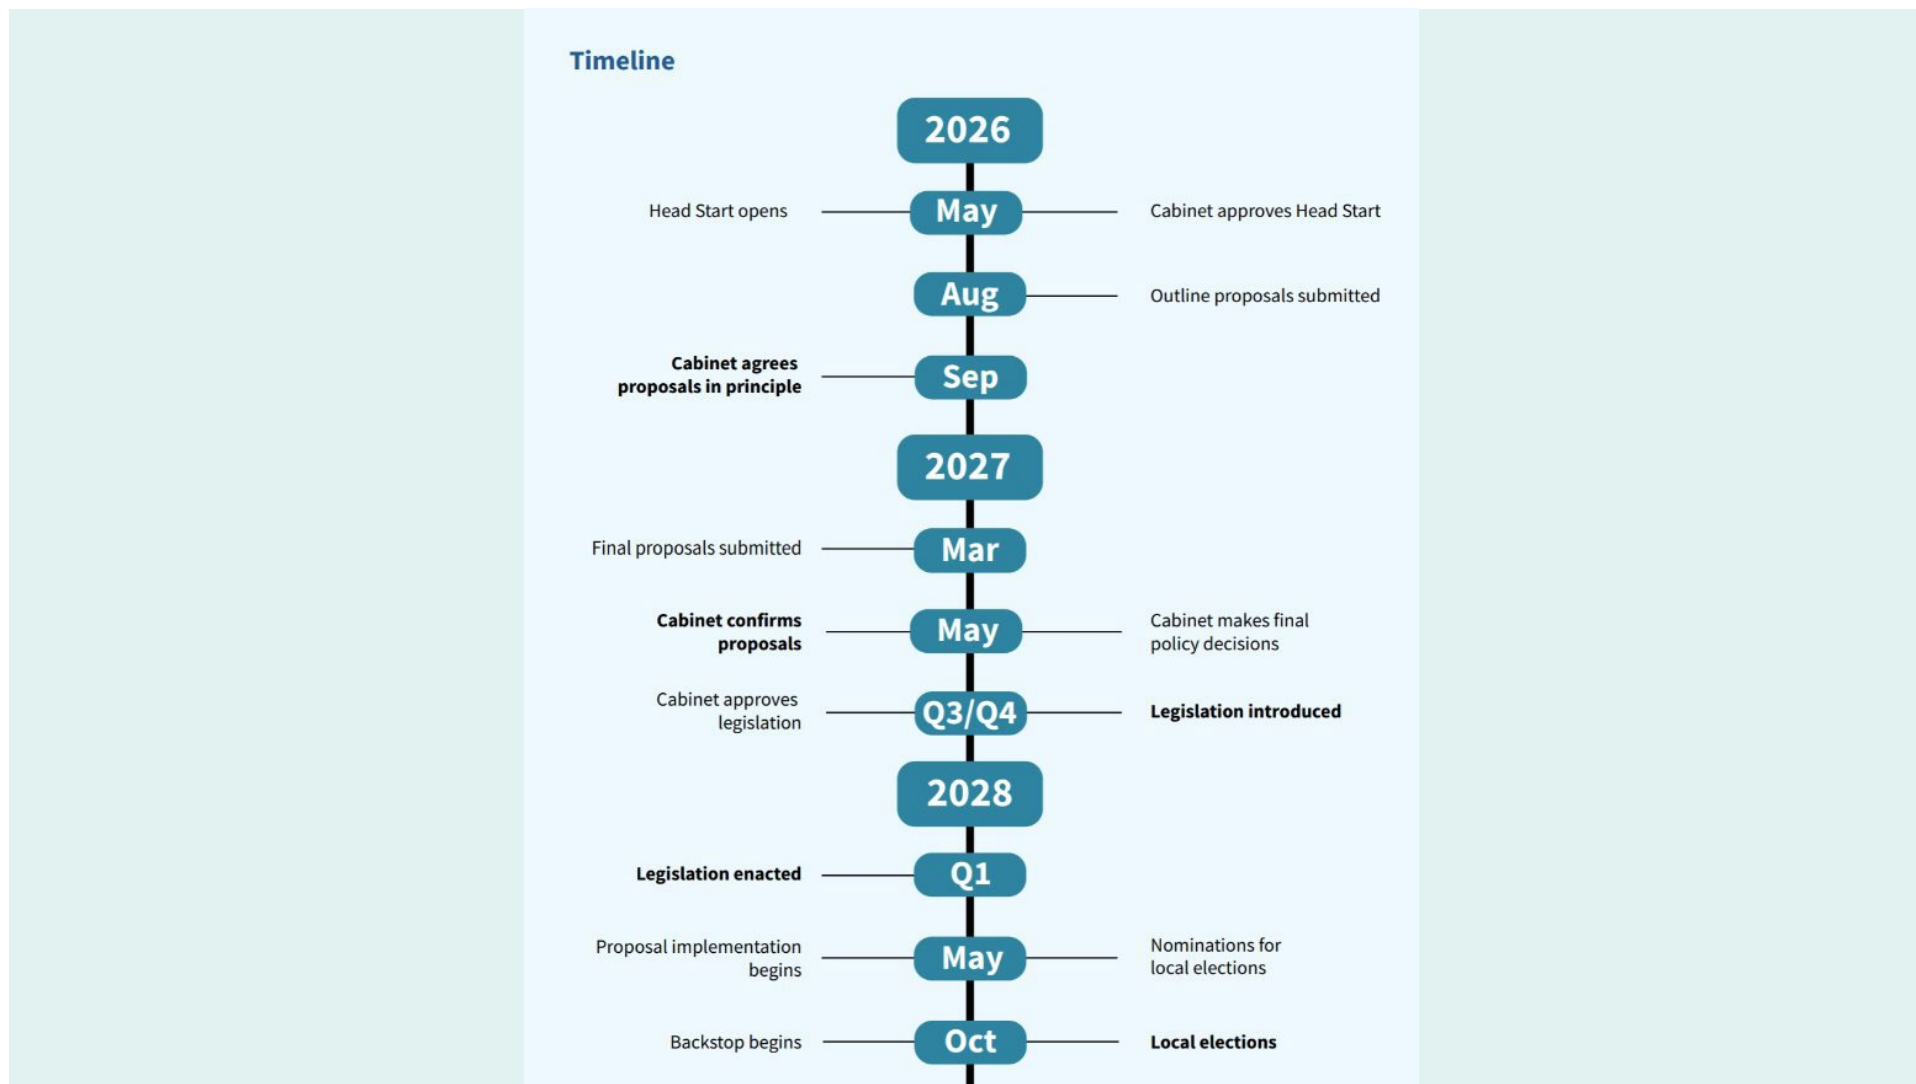 Timeline
2026
Head Start opens
May
Cabinet approves Head Start
Aug
Outline proposals submitted
Cabinet agrees
proposals in principle
Sep
2027
Final proposals submitted
Mar
Cabinet confirms
proposals
May
Cabinet makes final
policy decisions
Cabinet approves
legislation
Q3/Q4
Legislation introduced
2028
Legislation enacted
Q1
Proposal implementation
begins
May
Nominations for
local elections
Backstop begins
Oct
Local elections